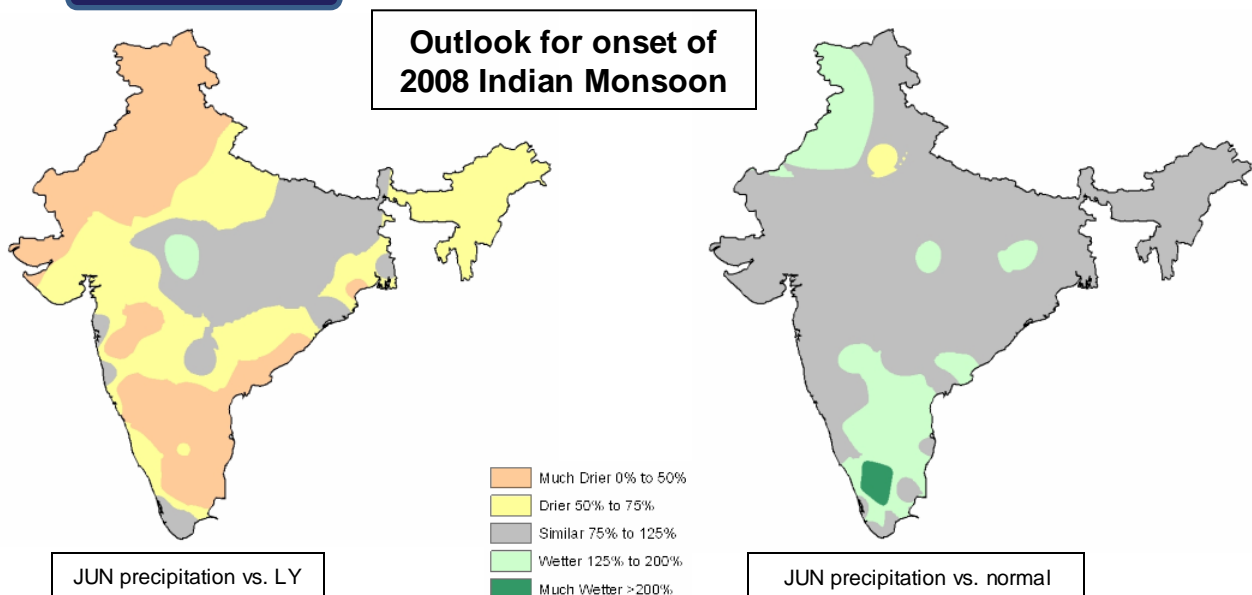 Outlook for onset of
2008 Indian Monsoon
Much Drier 0% to 50%
Drier 50% to 75%
Similar 75% to 125%
Wetter 125% to 200%
Much Wetter >200%
JUN precipitation vs. LY
JUN precipitation vs. normal